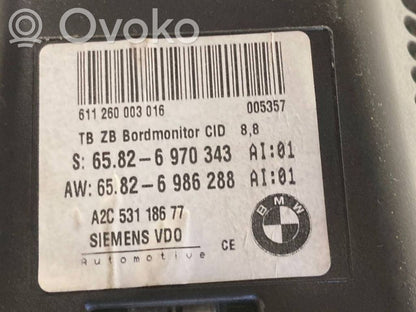 Ovoko
611 260 003 016 005357
TB ZB Bordmonitor CID 8,8
S: 65.82-6 970 343 AI:01
AW: 65.82-6 986 288 AI:01
A2C 531 186 77
SIEMENS VDO CE
Automotive
BMW